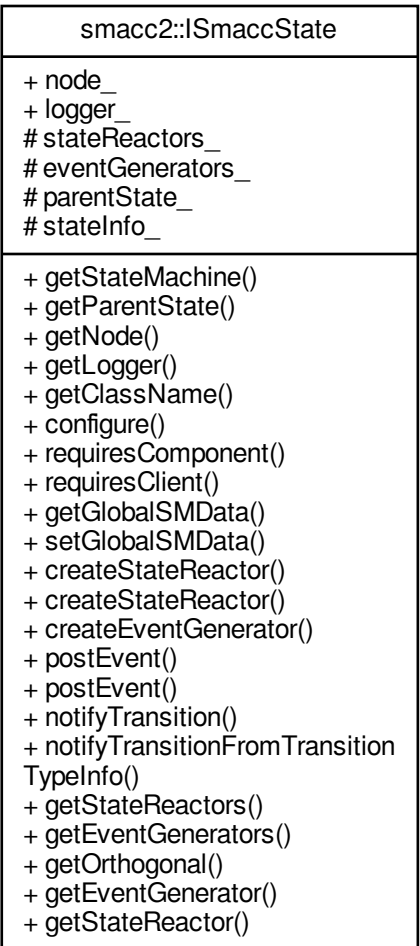 smacc2::ISmaccState
+ node_
+ logger_
# stateReactors_
# eventGenerators_
# parentState_
# stateInfo_
+ getStateMachine()
+ getParentState()
+ getNode()
+ getLogger()
+ getClassName()
+ configure()
+ requiresComponent()
+ requiresClient()
+ getGlobalSMData()
+ setGlobalSMData()
+ createStateReactor()
+ createStateReactor()
+ createEventGenerator()
+ postEvent()
+ postEvent()
+ notifyTransition()
+ notifyTransitionFromTransition
TypeInfo()
+ getStateReactors()
+ getEventGenerators()
+ getOrthogonal()
+ getEventGenerator()
+ getStateReactor()